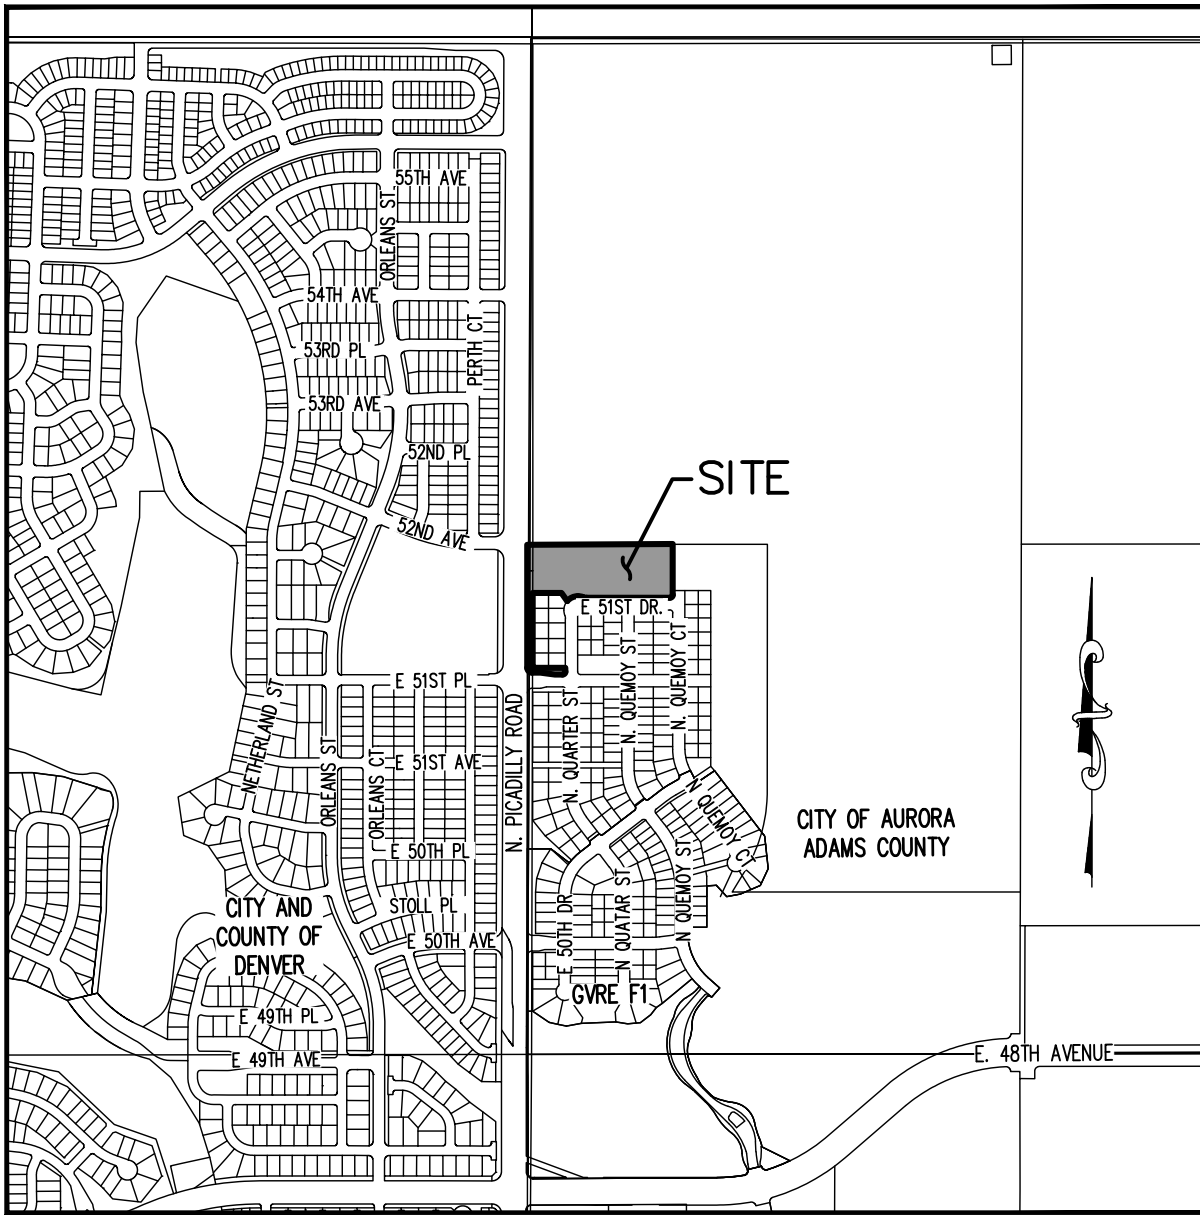 55TH AVE
ORLEANS ST
54TH AVE
PERTH CT
53RD PL
53RD AVE
52ND PL
SITE
52ND AVE
E 51ST DR.
N. QUEMOY ST
N. QUEMOY CT
E 51ST PL
NETHERLAND ST
N. PICADILLY ROAD
N. QUARTER ST
ORLEANS ST
ORLEANS CT
E 51ST AVE
N QUEMOY CT
CITY OF AURORA
ADAMS COUNTY
E 50TH PL
STOLL PL
CITY AND
COUNTY OF
DENVER
E 50TH AVE
E 50TH DR
N QUATAR ST
N QUEMOY ST
GVRE F1
E 49TH PL
E 49TH AVE
E. 48TH AVENUE